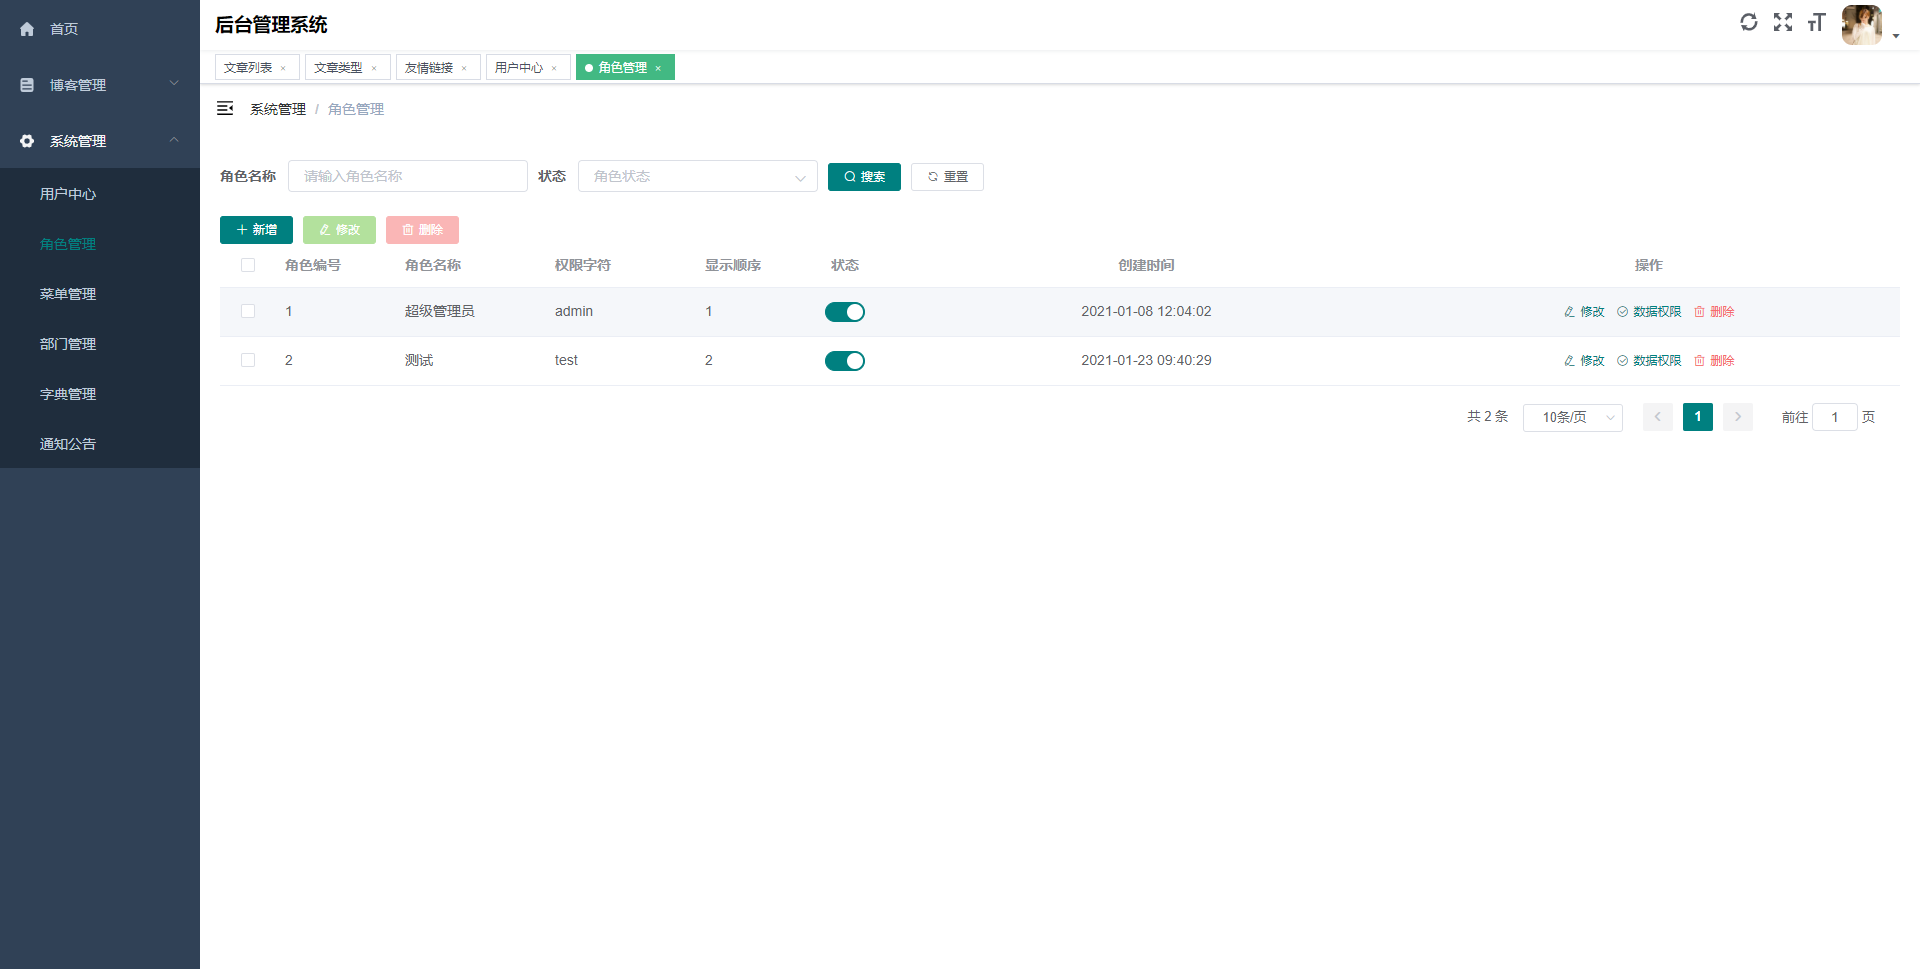 首页
博客管理
系统管理
用户中心
角色管理
菜单管理
部门管理
字典管理
通知公告
后台管理系统
文章列表 × 文章类型 × 友情链接 × 用户中心 × 角色管理 ×
系统管理 / 角色管理
角色名称 请输入角色名称 状态 角色状态 搜索 重置
新增 修改 删除
角色编号 角色名称 权限字符 显示顺序 状态 创建时间 操作
1 超级管理员 admin 1 2021-01-08 12:04:02 修改 数据权限 删除
2 测试 test 2 2021-01-23 09:40:29 修改 数据权限 删除
共 2 条 10条/页 1 前往 1 页